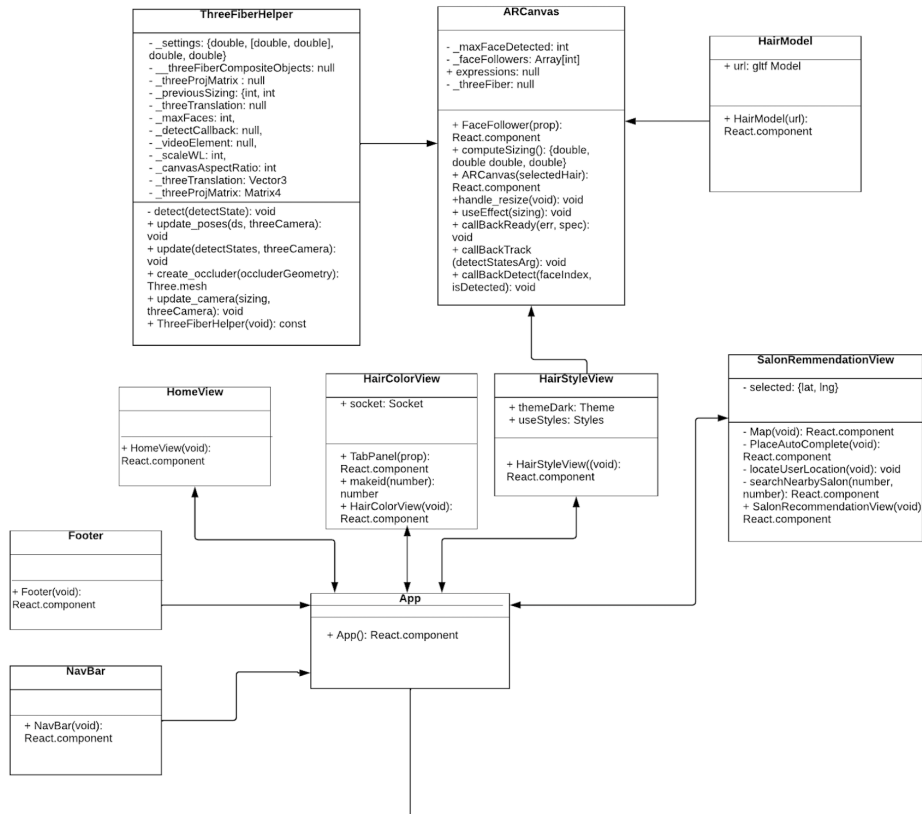 ThreeFiberHelper
- _settings: {double, [double, double],
double, double}
- __threeFiberCompositeObjects: null
- _threeProjMatrix : null
- _previousSizing: {int, int
- _threeTranslation: null
- _maxFaces: int,
- _detectCallback: null,
- _videoElement: null,
- _scaleWL: int,
- _canvasAspectRatio: int
- _threeTranslation: Vector3
- _threeProjMatrix: Matrix4
- detect(detectState): void
+ update_poses(ds, threeCamera):
void
+ update(detectStates, threeCamera):
void
+ create_occluder(occluderGeometry):
Three.mesh
+ update_camera(sizing,
threeCamera): void
+ ThreeFiberHelper(void): const
ARCanvas
- _maxFaceDetected: int
- _faceFollowers: Array[int]
+ expressions: null
- _threeFiber: null
+ FaceFollower(prop):
React.component
+ computeSizing(): {double,
double double, double}
+ ARCanvas(selectedHair):
React.component
+handle_resize(void): void
+ useEffect(sizing): void
+ callBackReady(err, spec):
void
+ callBackTrack
(detectStatesArg): void
+ callBackDetect(faceIndex,
isDetected): void
HairModel
+ url: gltf Model
+ HairModel(url):
React.component
HomeView
+ HomeView(void):
React.component
HairColorView
+ socket: Socket
+ TabPanel(prop):
React.component
+ makeid(number):
number
+ HairColorView(void):
React.component
HairStyleView
+ themeDark: Theme
+ useStyles: Styles
+ HairStyleView((void):
React.component
SalonRemmendationView
- selected: {lat, lng}
- Map(void): React.component
- PlaceAutoComplete(void):
React.component
- locateUserLocation(void): void
- searchNearbySalon(number,
number): React.component
+ SalonRecommendationView(void)
React.component
Footer
+ Footer(void):
React.component
App
+ App(): React.component
NavBar
+ NavBar(void):
React.component